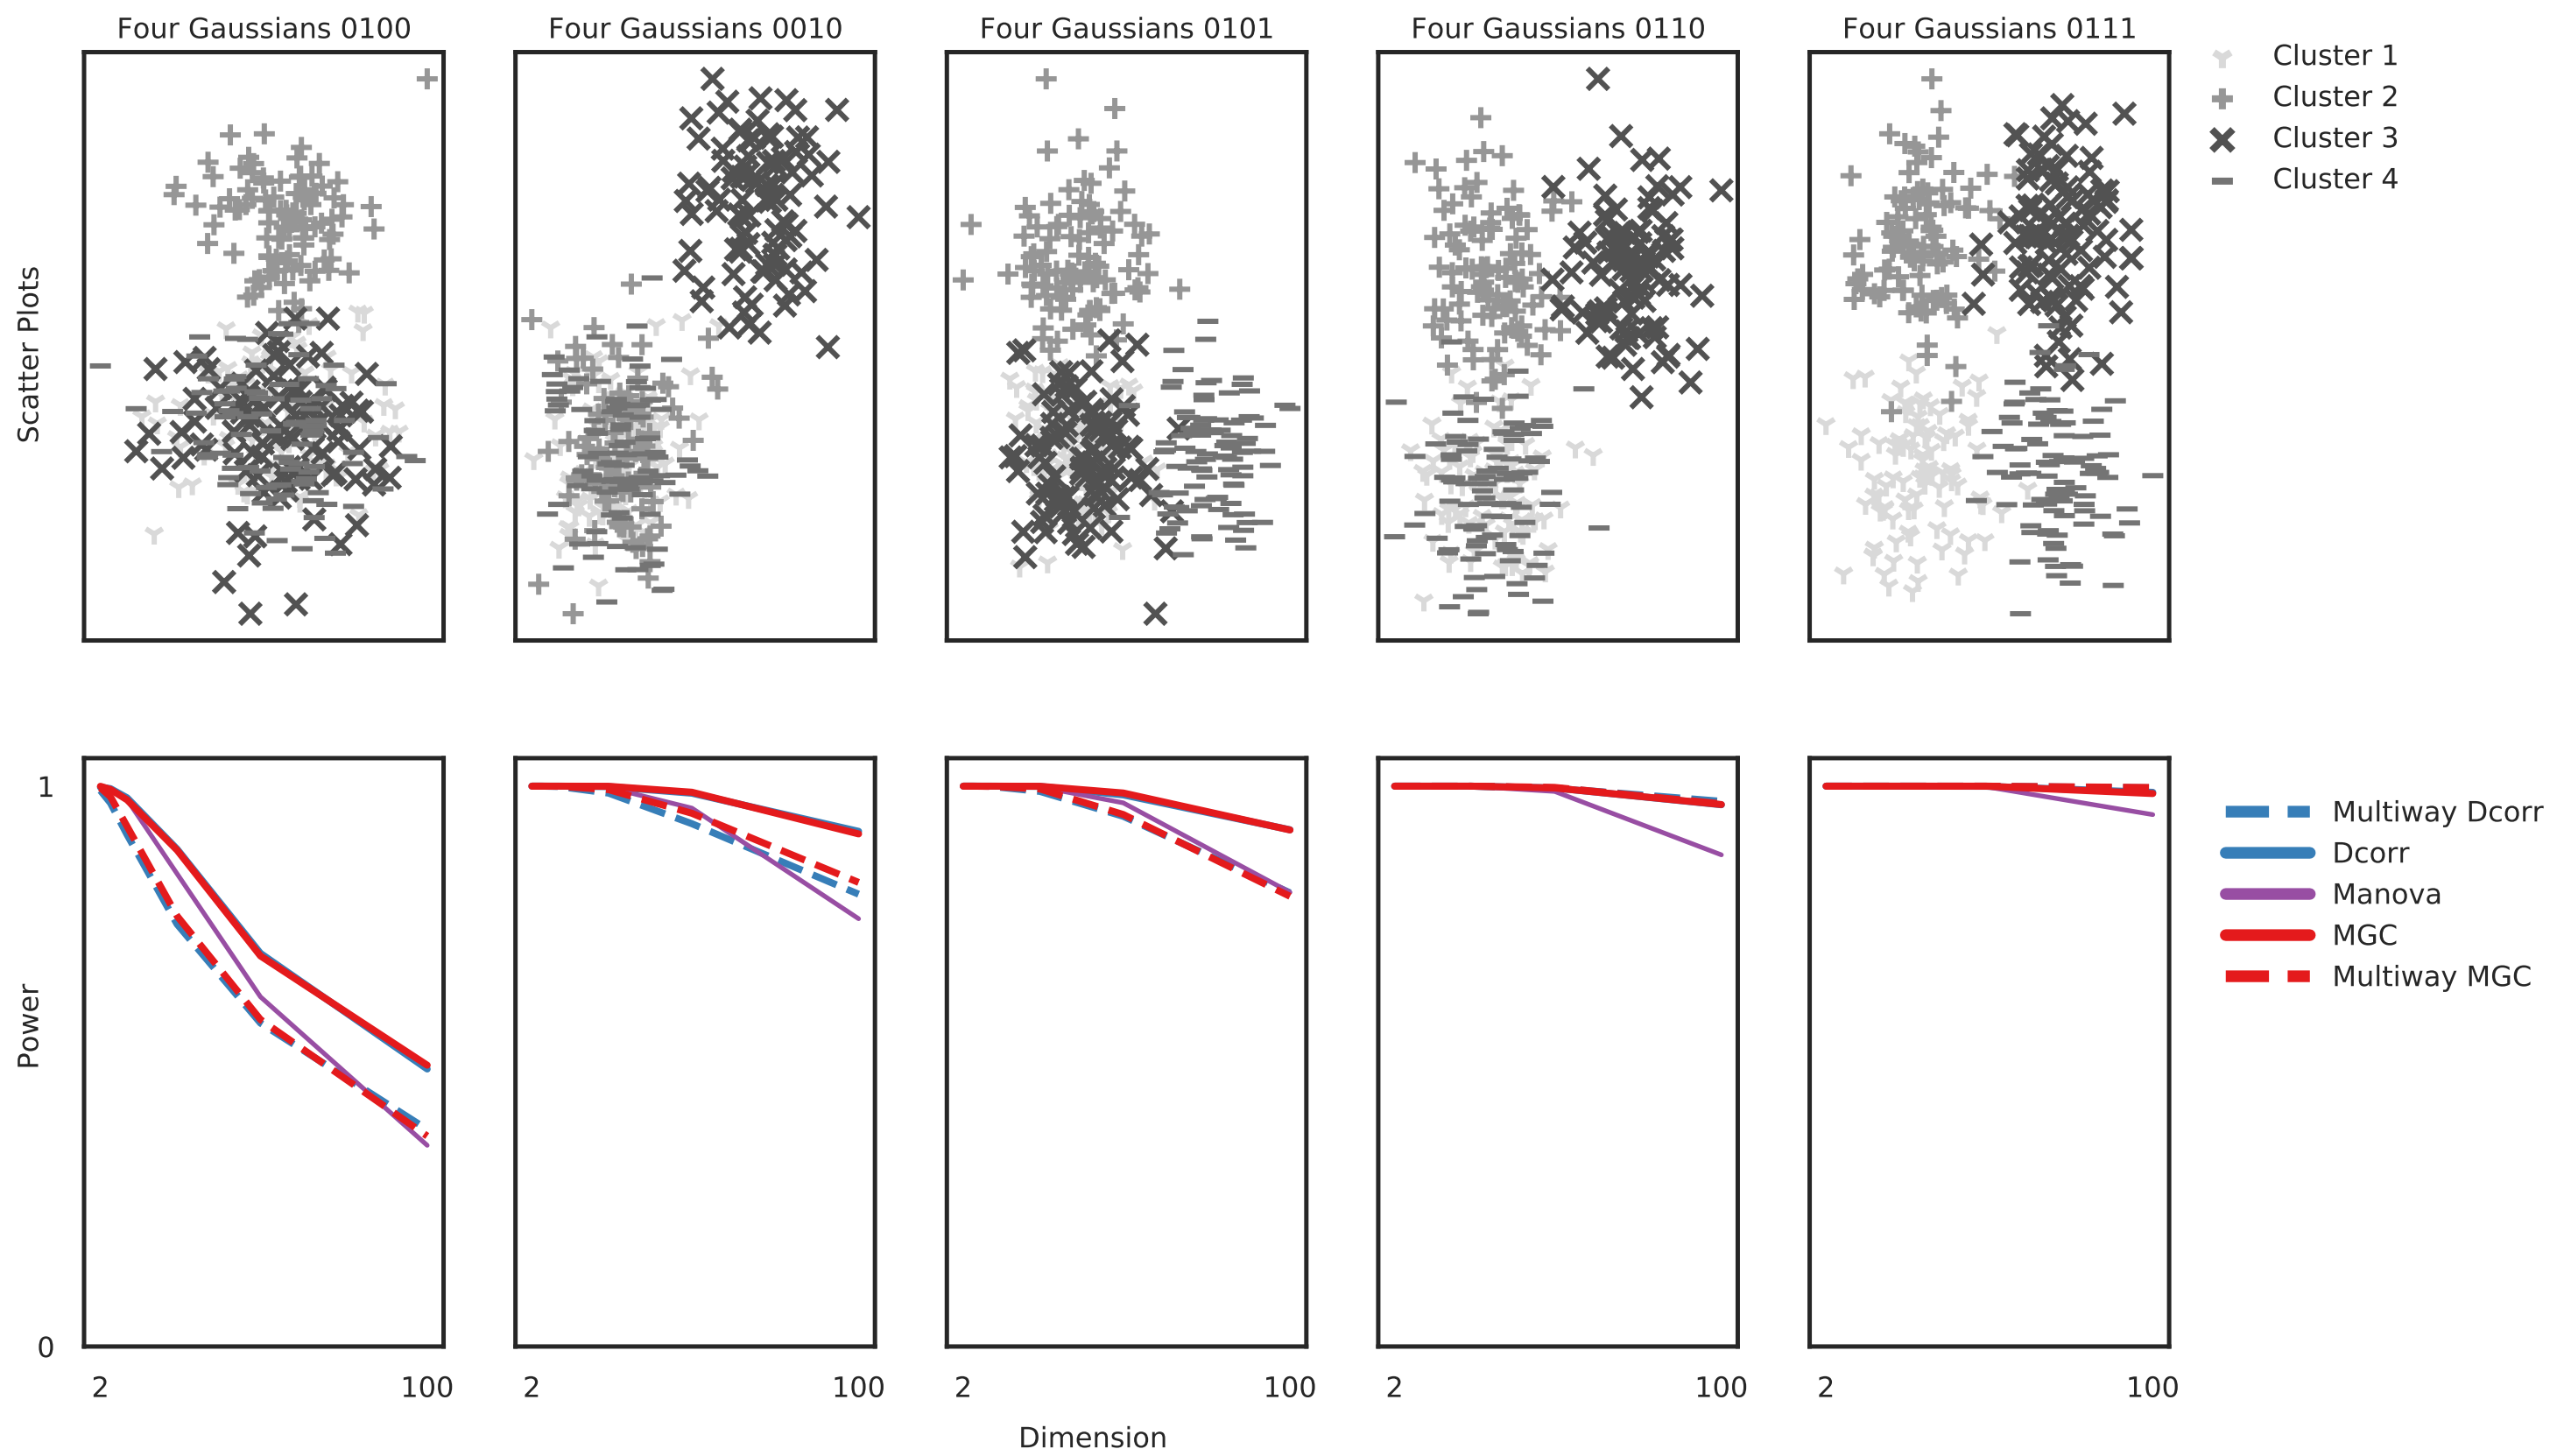 Four Gaussians 0100
Four Gaussians 0010
Four Gaussians 0101
Four Gaussians 0110
Four Gaussians 0111
Cluster 1
Cluster 2
Cluster 3
Cluster 4
Scatter Plots
1
0
Power
Multiway Dcorr
Dcorr
Manova
MGC
Multiway MGC
2 100
2 100
2 100
2 100
2 100
Dimension